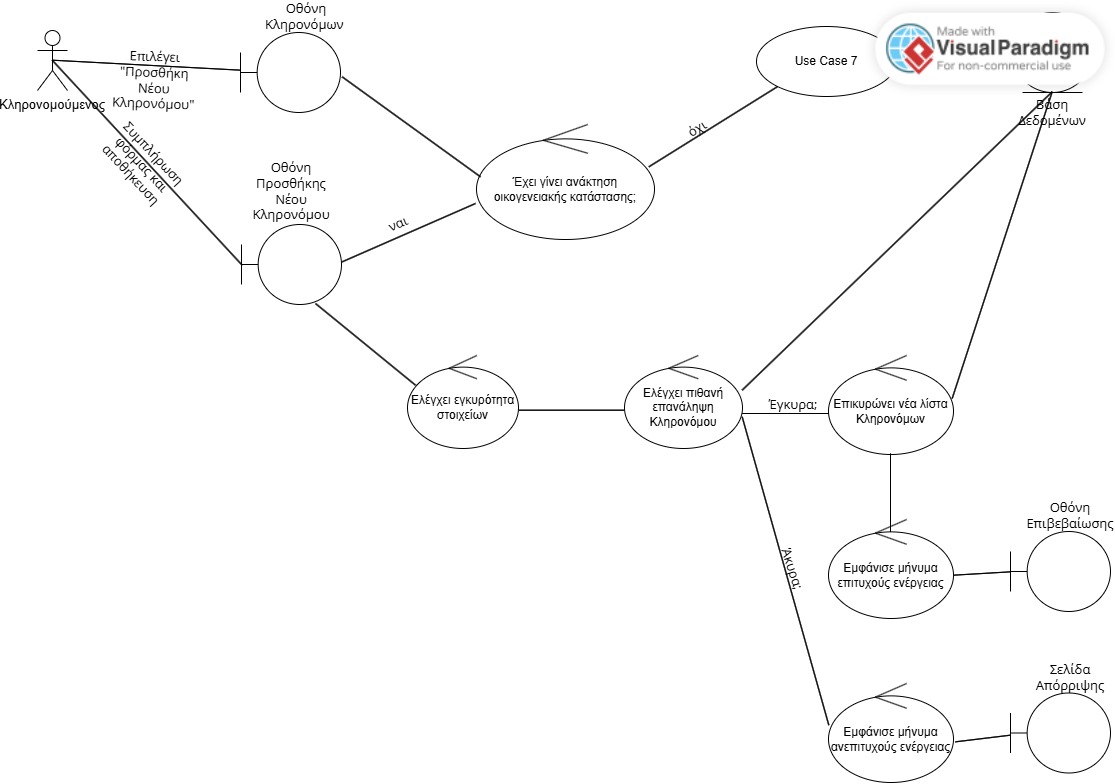 Οθόνη
Κληρονόμων
Made with
VisualParadigm
For non-commercial use
Επιλέγει
"Προσθήκη
Νέου
Κληρονόμου"
Κληρονομούμενος
Use Case 7
Βάση
Δεδομένων
Συμπλήρωση
φόρμας και
αποθήκευση
όχι
Οθόνη
Προσθήκης
Νέου
Κληρονόμου
Έχει γίνει ανάκτηση
οικογενειακής κατάστασης;
ναι
Ελέγχει εγκυρότητα
στοιχείων
Ελέγχει πιθανή
επανάληψη
Κληρονόμου
Έγκυρα;
Επικυρώνει νέα λίστα
Κληρονόμων
Άκυρα;
Εμφάνισε μήνυμα
επιτυχούς ενέργειας
Οθόνη
Επιβεβαίωσης
Εμφάνισε μήνυμα
ανεπιτυχούς ενέργειας
Σελίδα
Απόρριψης